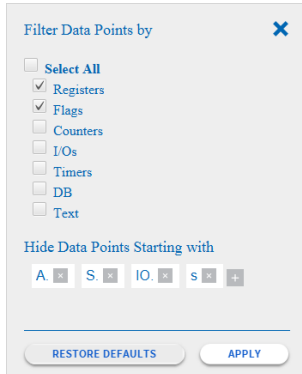 Filter Data Points by
Select All
Registers
Flags
Counters
I/Os
Timers
DB
Text
Hide Data Points Starting with
A. × S. × IO. × s × +
RESTORE DEFAULTS APPLY